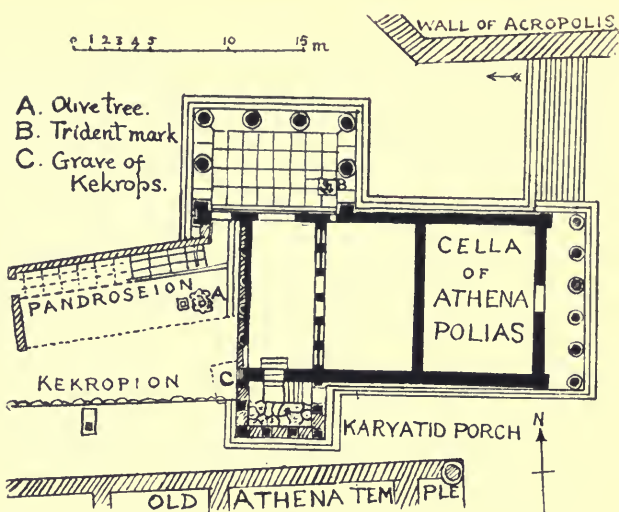 WALL OF ACROPOLIS
0 1 2 3 4 5 10 15 m
A. Olive tree.
B. Trident mark
C. Grave of
Kekrops.
B
CELLA
OF
ATHENA
POLIAS
PANDROSEION
A
KEKROPION
C
KARYATID PORCH
N
OLD ATHENA TEMPLE